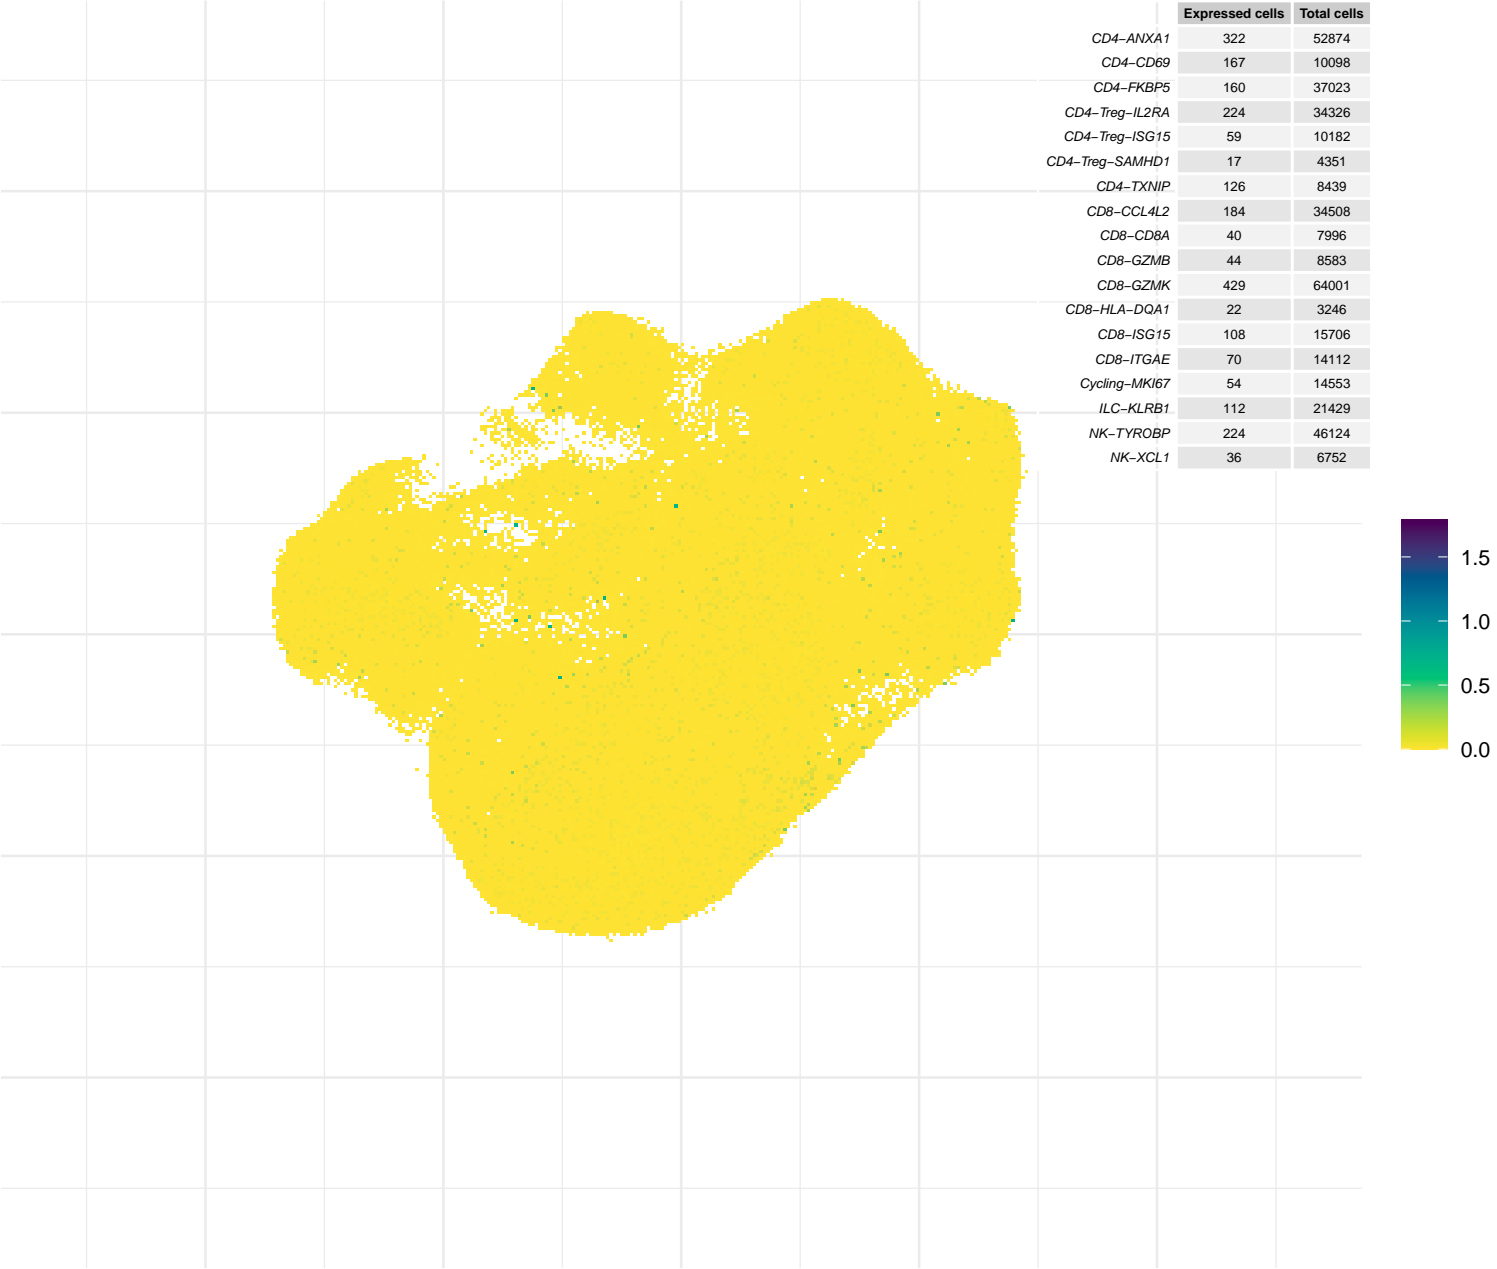 Expressed cells Total cells
CD4−ANXA1 322 52874
CD4−CD69 167 10098
CD4−FKBP5 160 37023
CD4−Treg−IL2RA 224 34326
CD4−Treg−ISG15 59 10182
CD4−Treg−SAMHD1 17 4351
CD4−TXNIP 126 8439
CD8−CCL4L2 184 34508
CD8−CD8A 40 7996
CD8−GZMB 44 8583
CD8−GZMK 429 64001
CD8−HLA−DQA1 22 3246
CD8−ISG15 108 15706
CD8−ITGAE 70 14112
Cycling−MKI67 54 14553
ILC−KLRB1 112 21429
NK−TYROBP 224 46124
NK−XCL1 36 6752
1.5
1.0
0.5
0.0